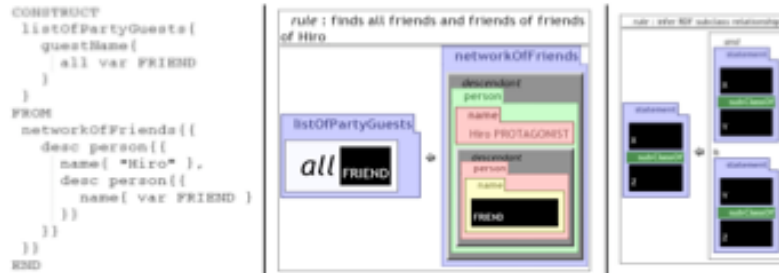 CONSTRUCT
listOfPartyGuests{
guestName{
all var FRIEND
}
}
FROM
networkOfFriends{{
desc person{{
name{ "Hiro" },
desc person{{
name{ var FRIEND }
}}
}}
}}
END
rule : finds all friends and friends of friends
of Hiro
networkOfFriends
descendant
person
name
Hiro PROTAGONIST
listOfPartyGuests
all FRIEND
descendant
person
name
FRIEND
rule : infer RDF subclass relationship
and
statement
X
subClassOf
Y
statement
X
subClassOf
Z
statement
Y
subClassOf
Z